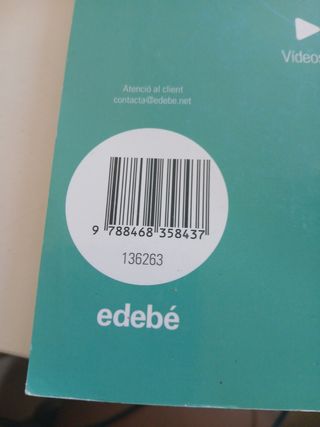 Vídeos
Atenció al client
contacta@edebe.net
9 788468 358437
136263
edebé